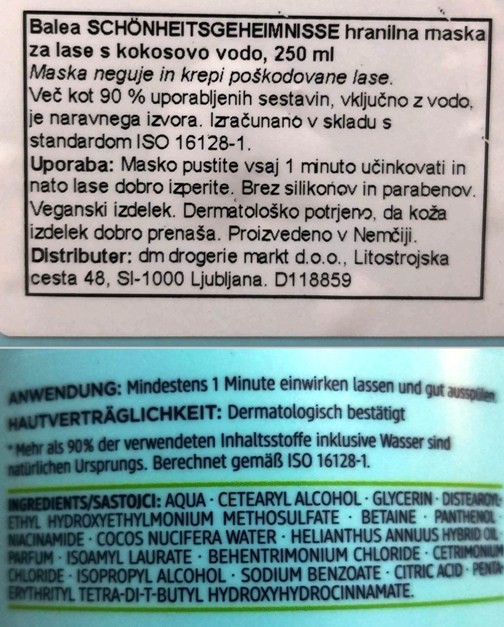 Balea SCHÖNHEITSGEHEIMNISSE hranilna maska
za lase s kokosovo vodo, 250 ml
Maska neguje in krepi poškodovane lase.
Več kot 90 % uporabljenih sestavin, vključno z vodo,
je naravnega izvora. Izračunano v skladu s
standardom ISO 16128-1.
Uporaba: Masko pustite vsaj 1 minuto učinkovati in
nato lase dobro izperite. Brez silikonov in parabenov.
Veganski izdelek. Dermatološko potrjeno, da koža
izdelek dobro prenaša. Proizvedeno v Nemčiji.
Distributer: dm drogerie markt d.o.o., Litostrojska
cesta 48, SI-1000 Ljubljana. D118859
ANWENDUNG: Mindestens 1 Minute einwirken lassen und gut ausspülen
HAUTVERTRÄGLICHKEIT: Dermatologisch bestätigt
*Mehr als 90% der verwendeten Inhaltsstoffe inklusive Wasser sind
natürlichen Ursprungs. Berechnet gemäß ISO 16128-1.
INGREDIENTS/SASTOJCI: AQUA · CETEARYL ALCOHOL · GLYCERIN · DISTEAROYL
ETHYL HYDROXYETHYLMONIUM METHOSULFATE · BETAINE · PANTHENOL ·
NIACINAMIDE · COCOS NUCIFERA WATER · HELIANTHUS ANNUUS HYBRID OIL ·
PARFUM · ISOAMYL LAURATE · BEHENTRIMONIUM CHLORIDE · CETRIMONIUM
CHLORIDE · ISOPROPYL ALCOHOL · SODIUM BENZOATE · CITRIC ACID · PENTA
ERYTHRITYL TETRA-DI-T-BUTYL HYDROXYHYDROCINNAMATE.